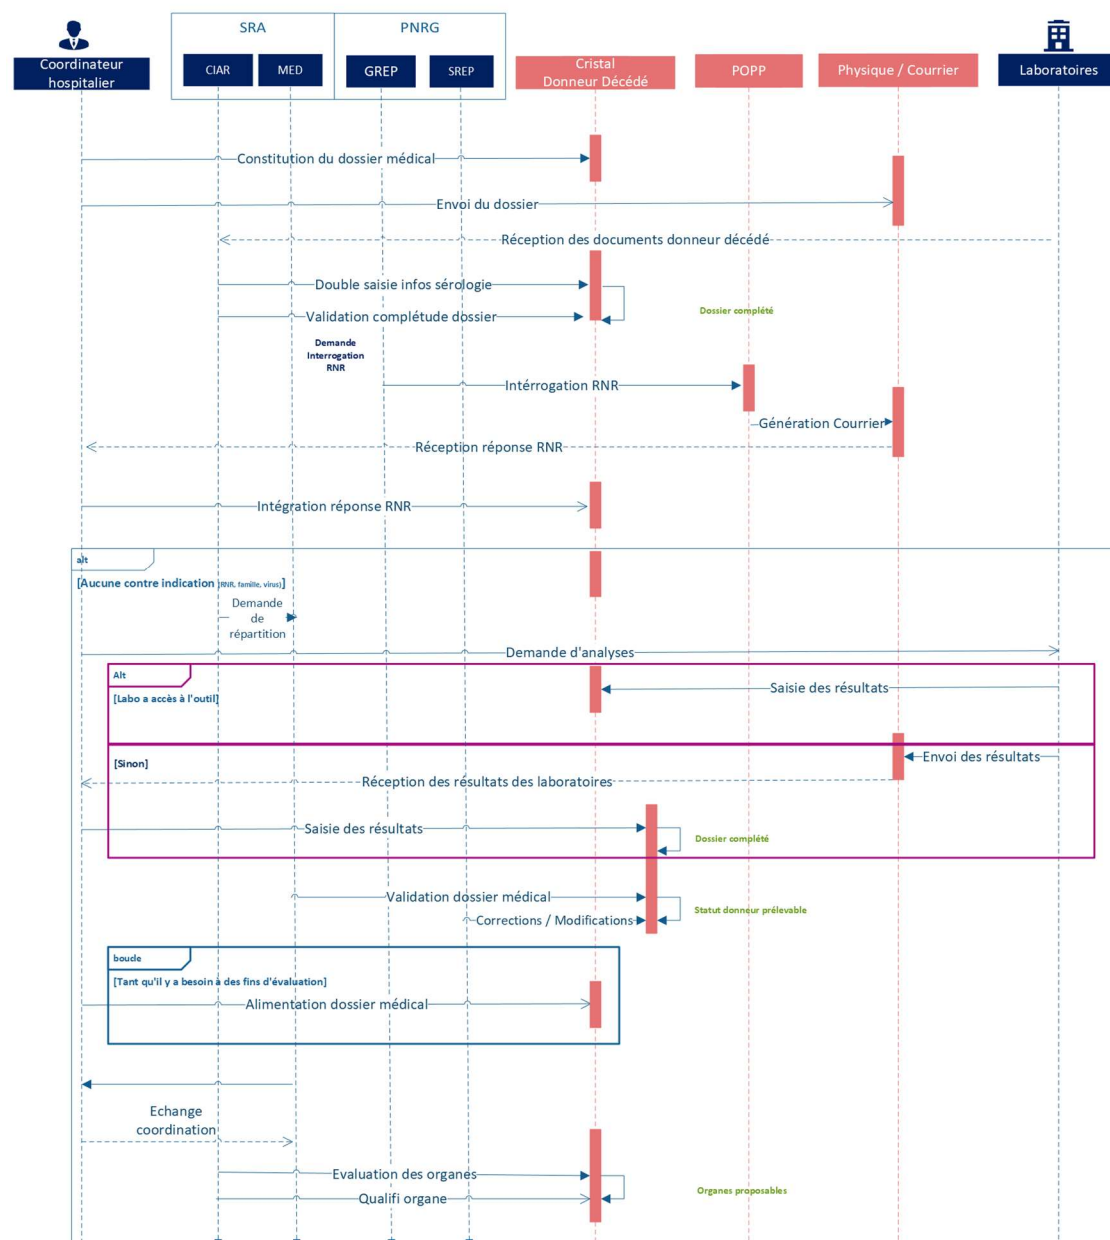 SRA
PNRG
Coordinateur
hospitalier
CIAR
MED
GREP
SREP
Cristal
Donneur Décédé
POPP
Physique / Courrier
Laboratoires
Constitution du dossier médical
Envoi du dossier
Réception des documents donneur décédé
Double saisie infos sérologie
Dossier complété
Validation complétude dossier
Demande
Interrogation
RNR
Intérrogation RNR
Génération Courrier
Réception réponse RNR
Intégration réponse RNR
alt
[Aucune contre indication (RNR, famille, virus)]
Demande
de
répartition
Demande d'analyses
Alt
Saisie des résultats
[Labo a accès à l'outil]
Envoi des résultats
[Sinon]
Réception des résultats des laboratoires
Saisie des résultats
Dossier complété
Validation dossier médical
Statut donneur prélevable
Corrections / Modifications
boucle
[Tant qu'il y a besoin à des fins d'évaluation]
Alimentation dossier médical
Echange
coordination
Evaluation des organes
Organes proposables
Qualifi organe